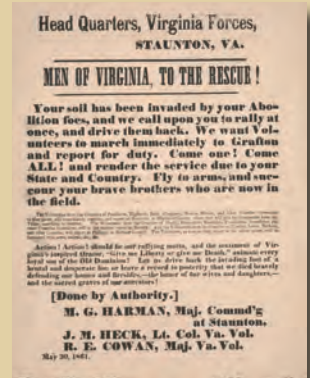 Head Quarters, Virginia Forces,
STAUNTON, VA.
MEN OF VIRGINIA, TO THE RESCUE !
Your soil has been invaded by your Abo-
lition foes, and we call upon you to rally at
once, and drive them back. We want Vol-
unteers to march immediately to Grafton
and report for duty. Come one! Come
ALL! and render the service due to your
State and Country. Fly to arms, and suc-
cour your brave brothers who are now in
the field.
Action! Action! should be our rallying motto, and the sentiment of Vir-
ginia's inspired Orator, "Give me Liberty or give me Death," animate every
loyal son of the Old Dominion! Let us drive back the invading foot of a
brutal and desperate foe, or leave a record to posterity that we died bravely
defending our homes and firesides,—the honor of our wives and daughters,—
and the sacred graves of our ancestors!
[Done by Authority.]
M. G. HARMAN, Maj. Commd'g
at Staunton.
J. M. HECK, Lt. Col. Va. Vol.
R. E. COWAN, Maj. Va. Vol.
May 30, 1861.